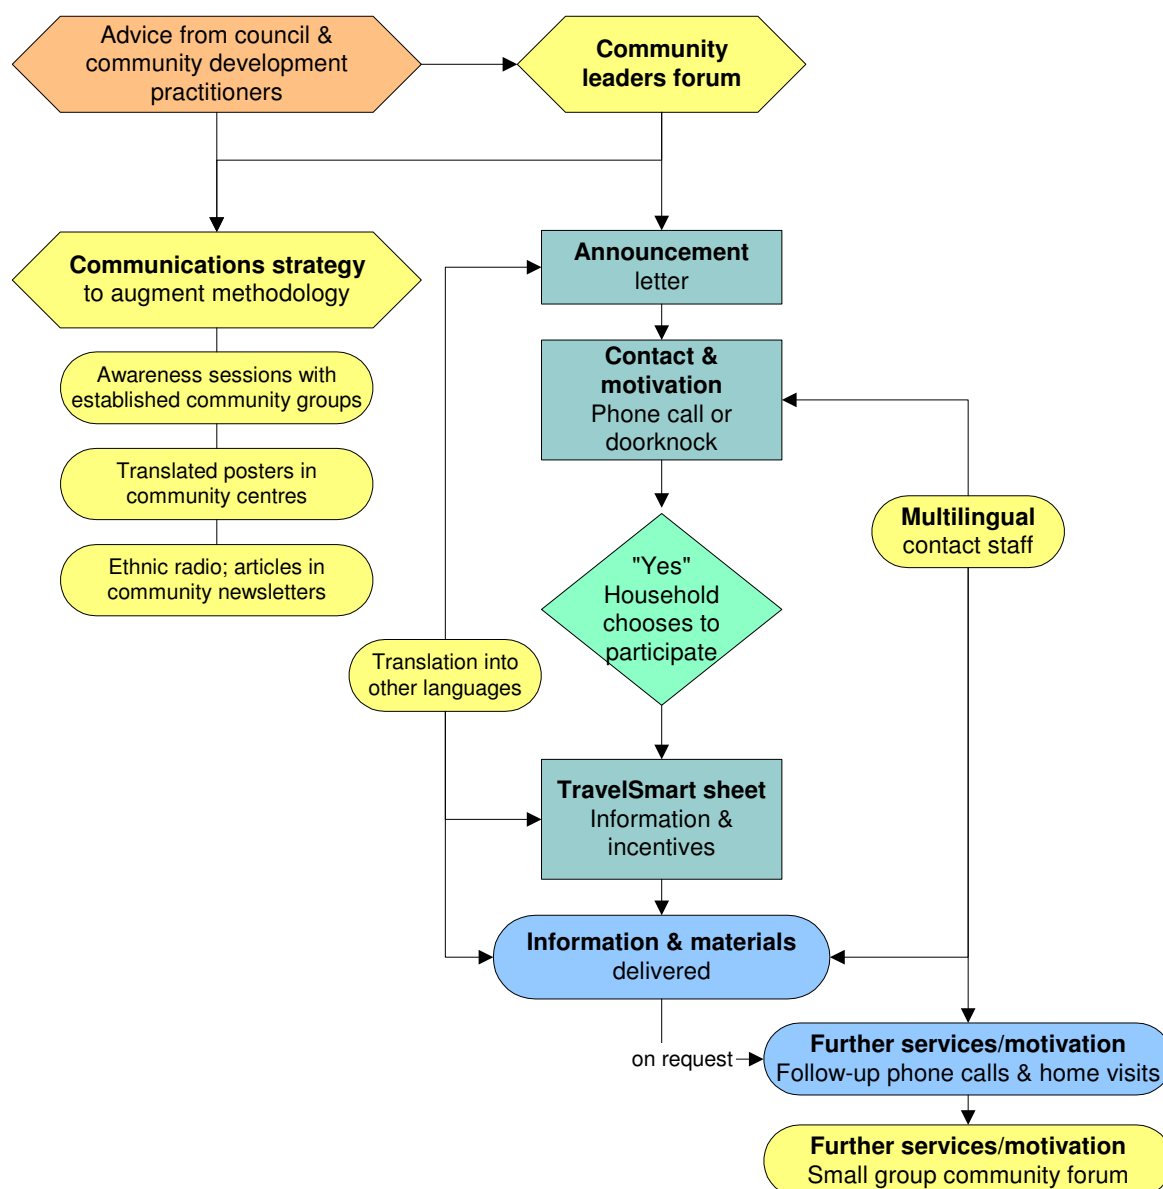 Advice from council &
community development
practitioners
Community
leaders forum
Communications strategy
to augment methodology
Awareness sessions with
established community groups
Translated posters in
community centres
Ethnic radio; articles in
community newsletters
Announcement
letter
Contact &
motivation
Phone call or
doorknock
Multilingual
contact staff
"Yes"
Household
chooses to
participate
Translation into
other languages
TravelSmart sheet
Information &
incentives
Information & materials
delivered
on request
Further services/motivation
Follow-up phone calls & home visits
Further services/motivation
Small group community forum